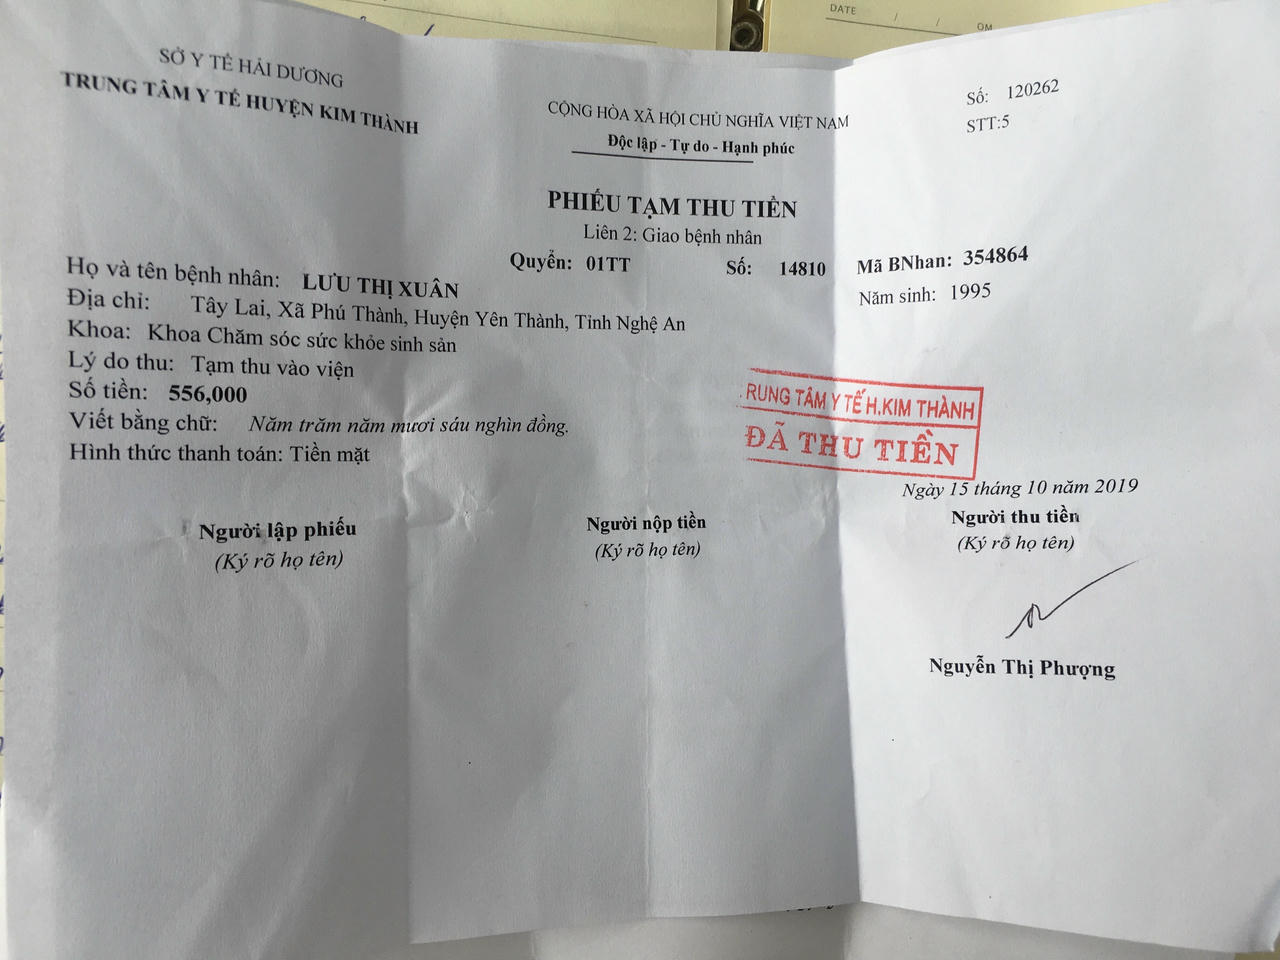 DATE / / OM
SỞ Y TẾ HẢI DƯƠNG
TRUNG TÂM Y TẾ HUYỆN KIM THÀNH
CỘNG HÒA XÃ HỘI CHỦ NGHĨA VIỆT NAM
Độc lập - Tự do - Hạnh phúc
Số: 120262
STT:5
PHIẾU TẠM THU TIỀN
Liên 2: Giao bệnh nhân
Quyển: 01TT Số: 14810
Mã BNhan: 354864
Họ và tên bệnh nhân: LƯU THỊ XUÂN
Năm sinh: 1995
Địa chỉ: Tây Lai, Xã Phú Thành, Huyện Yên Thành, Tỉnh Nghệ An
Khoa: Khoa Chăm sóc sức khỏe sinh sản
Lý do thu: Tạm thu vào viện
Số tiền: 556,000
Viết bằng chữ: Năm trăm năm mươi sáu nghìn đồng.
Hình thức thanh toán: Tiền mặt
RUNG TÂM Y TẾ H.KIM THÀNH
ĐÃ THU TIỀN
Ngày 15 tháng 10 năm 2019
Người lập phiếu
(Ký rõ họ tên)
Người nộp tiền
(Ký rõ họ tên)
Người thu tiền
(Ký rõ họ tên)
Nguyễn Thị Phượng